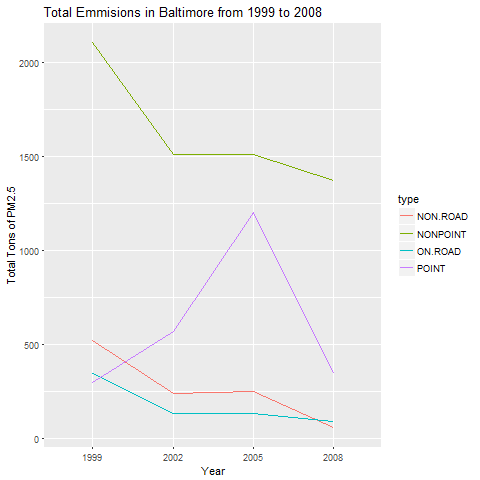 Total Emmisions in Baltimore from 1999 to 2008
Total Tons of PM2.5
2000
1500
1000
500
0
1999 2002 2005 2008
Year
type
NON.ROAD
NONPOINT
ON.ROAD
POINT